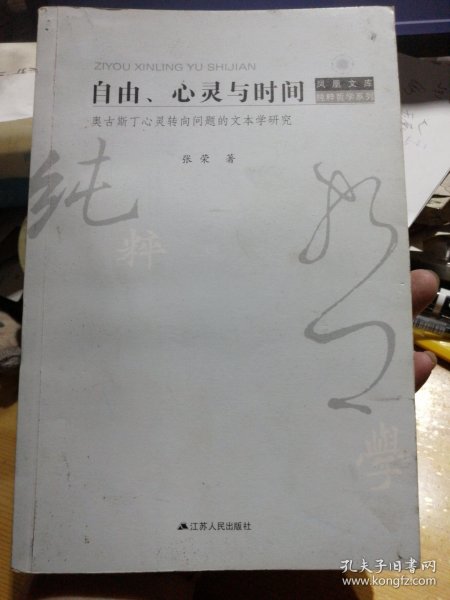 ZIYOU XINLING YU SHIJIAN
自由、心灵与时间
凤凰文库
纯粹哲学系列
奥古斯丁心灵转向问题的文本学研究
张荣 著
纯
粹
哲
學
江苏人民出版社
孔夫子旧书网
www.kongfz.com